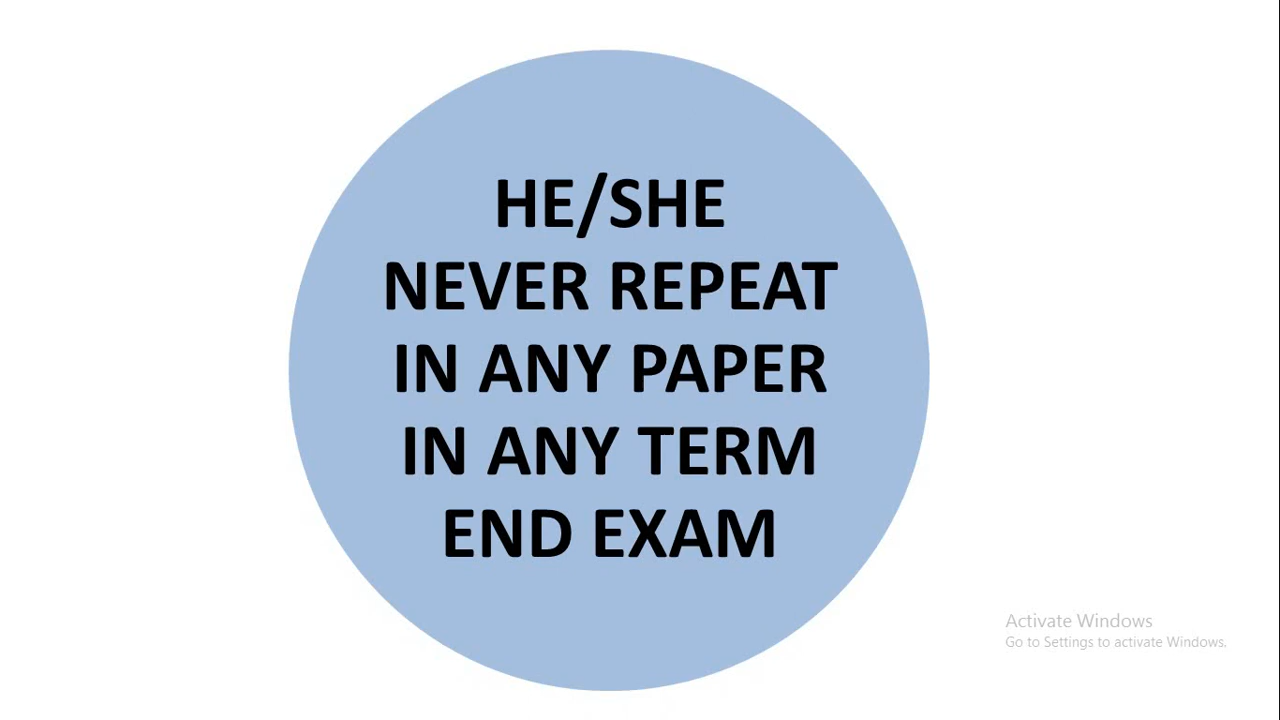 HE/SHE
NEVER REPEAT
IN ANY PAPER
IN ANY TERM
END EXAM
Activate Windows
Go to Settings to activate Windows.